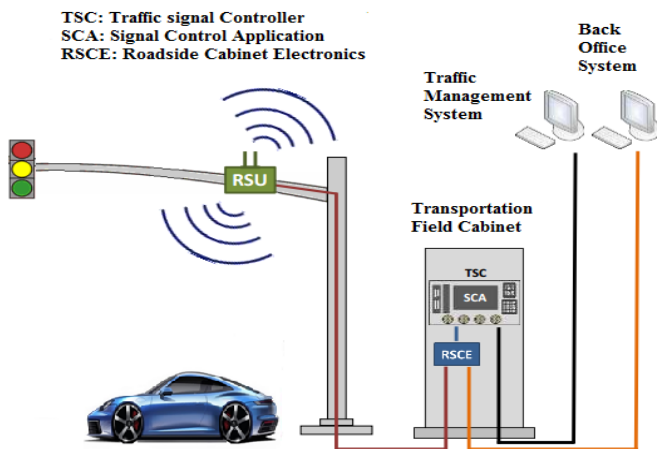 TSC: Traffic signal Controller
SCA: Signal Control Application
RSCE: Roadside Cabinet Electronics
Back
Office
System
Traffic
Management
System
RSU
Transportation
Field Cabinet
TSC
SCA
RSCE